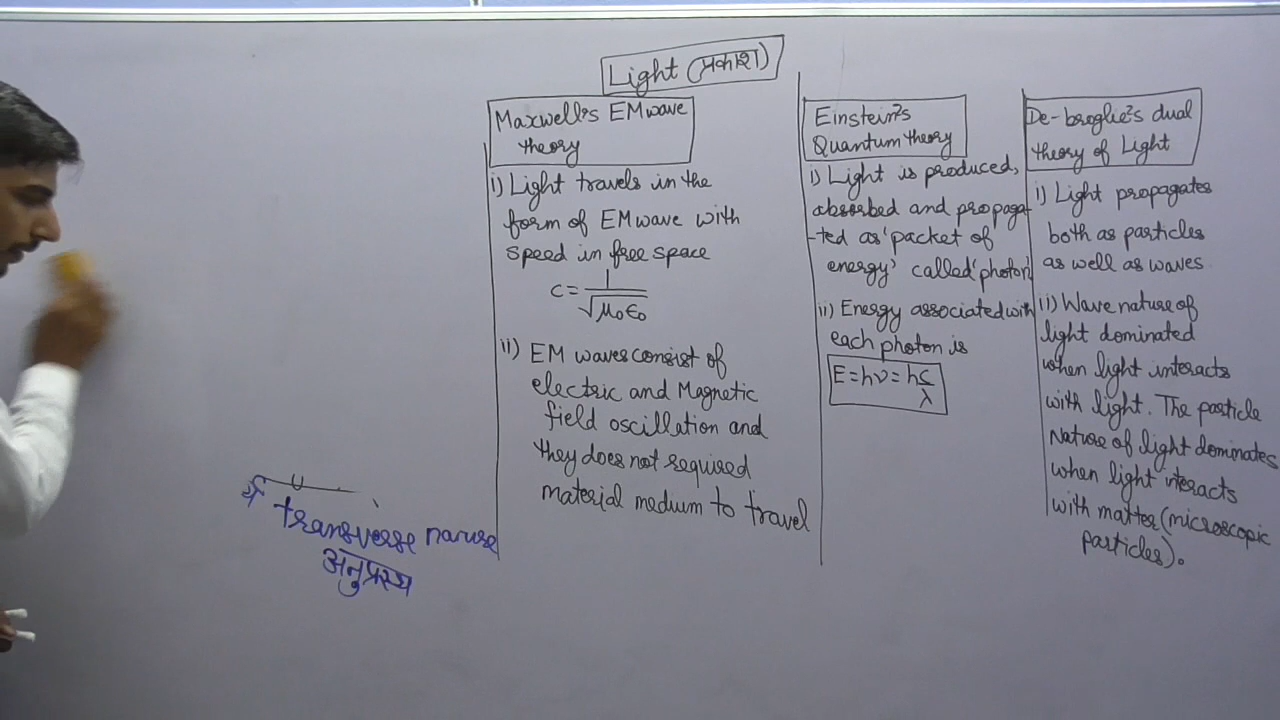 Light (प्रकाश)
Maxwell's EM wave
theory
i) Light travels in the
form of EM wave with
speed in free space
c = 1/√μ₀ε₀
ii) EM waves consist of
electric and Magnetic
field oscillation and
they does not required
material medium to travel
Einstein's
Quantum theory
i) Light is produced,
absorbed and propaga-
-ted as 'packet of
energy' called 'photon'
ii) Energy associated with
each photon is
E = hν = hc/λ
De-broglie's dual
theory of Light
i) Light propagates
both as particles
as well as waves.
ii) Wave nature of
light dominated
when light interacts
with light. The particle
Nature of light dominates
when light interacts
with matter (microscopic
particles).
transverse nature
अनुप्रस्थ